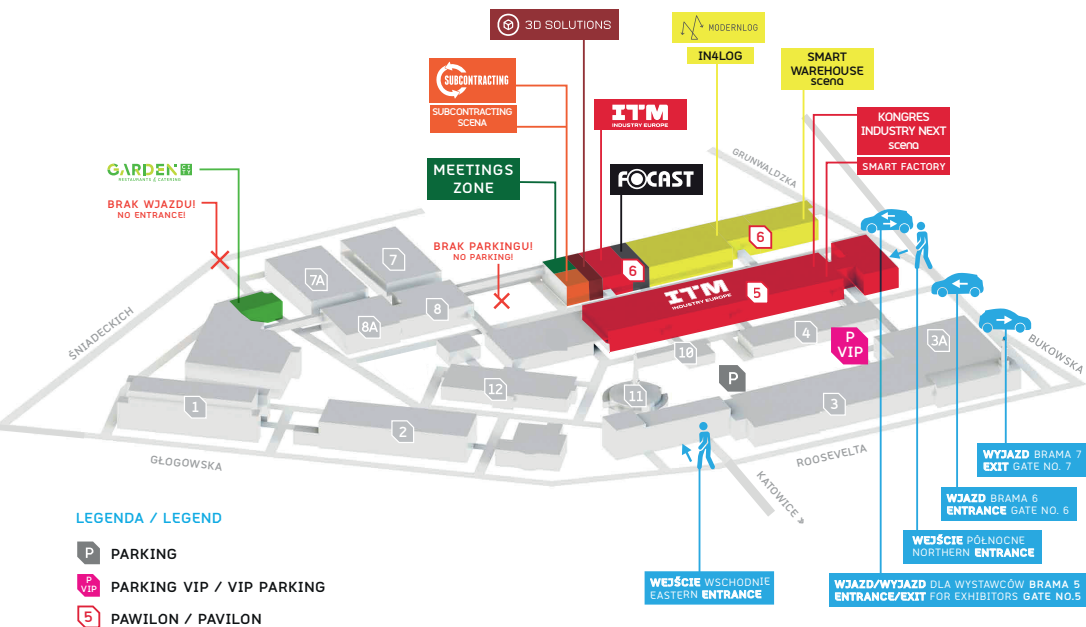 3D SOLUTIONS
MODERNLOG
IN4LOG
SMART
WAREHOUSE
scena
SUBCONTRACTING
SUBCONTRACTING
SCENA
ITM
INDUSTRY EUROPE
KONGRES
INDUSTRY NEXT
scena
SMART FACTORY
GRUNWALDZKA
GARDEN CITY
RESTAURANTS & CATERING
MEETINGS
ZONE
FOCAST
BRAK WJAZDU!
NO ENTRANCE!
BRAK PARKINGU!
NO PARKING!
7
7A
6
6
ITM
INDUSTRY EUROPE
5
8
8A
4
P
VIP
3A
BUKOWSKA
ŚNIADECKICH
10
P
12
11
3
1
2
GŁOGOWSKA
ROOSEVELTA
KATOWICE
WYJAZD BRAMA 7
EXIT GATE NO. 7
WJAZD BRAMA 6
ENTRANCE GATE NO. 6
WEJŚCIE PÓŁNOCNE
NORTHERN ENTRANCE
WEJŚCIE WSCHODNIE
EASTERN ENTRANCE
WJAZD/WYJAZD DLA WYSTAWCÓW BRAMA 5
ENTRANCE/EXIT FOR EXHIBITORS GATE NO.5
LEGENDA / LEGEND
P PARKING
P VIP PARKING VIP / VIP PARKING
5 PAWILON / PAVILON